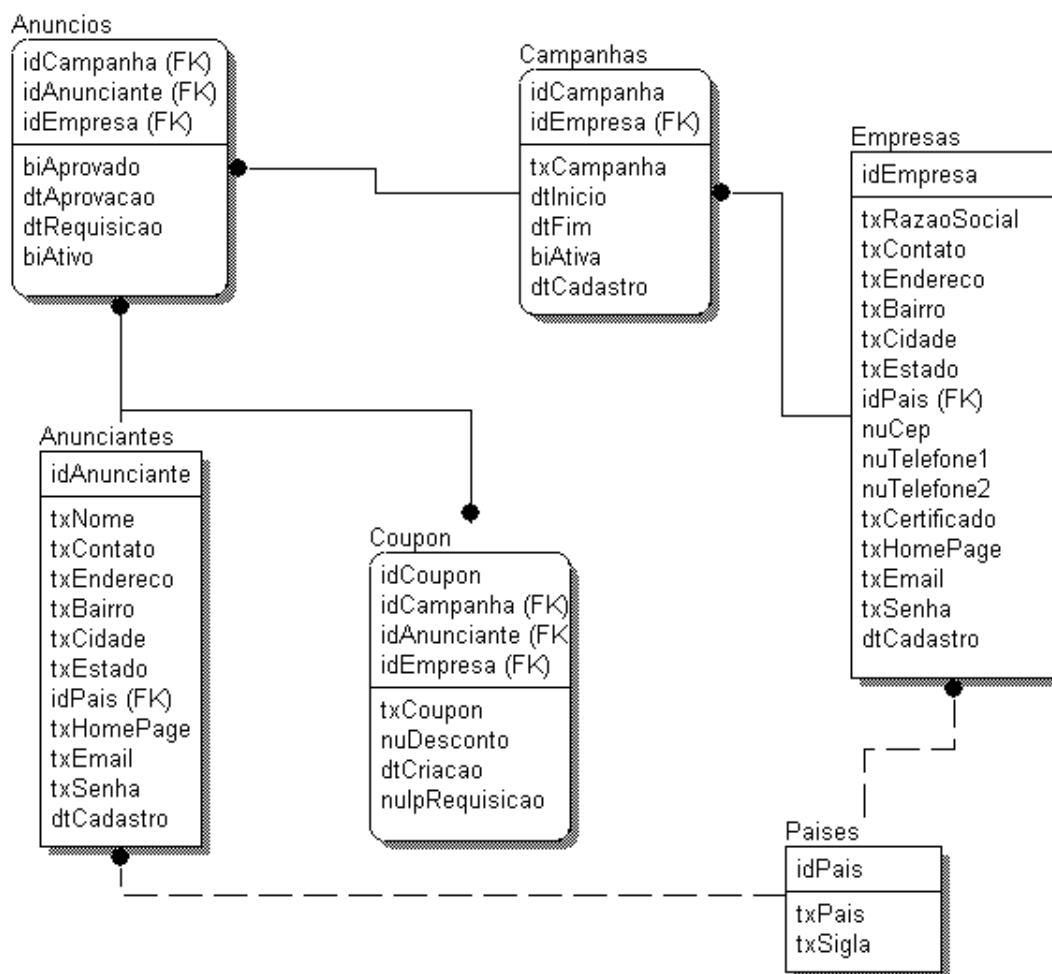 Anuncios
idCampanha (FK)
idAnunciante (FK)
idEmpresa (FK)
biAprovado
dtAprovacao
dtRequisicao
biAtivo
Campanhas
idCampanha
idEmpresa (FK)
txCampanha
dtInicio
dtFim
biAtiva
dtCadastro
Empresas
idEmpresa
txRazaoSocial
txContato
txEndereco
txBairro
txCidade
txEstado
idPais (FK)
nuCep
nuTelefone1
nuTelefone2
txCertificado
txHomePage
txEmail
txSenha
dtCadastro
Anunciantes
idAnunciante
txNome
txContato
txEndereco
txBairro
txCidade
txEstado
idPais (FK)
txHomePage
txEmail
txSenha
dtCadastro
Coupon
idCoupon
idCampanha (FK)
idAnunciante (FK
idEmpresa (FK)
txCoupon
nuDesconto
dtCriacao
nuIpRequisicao
Paises
idPais
txPais
txSigla